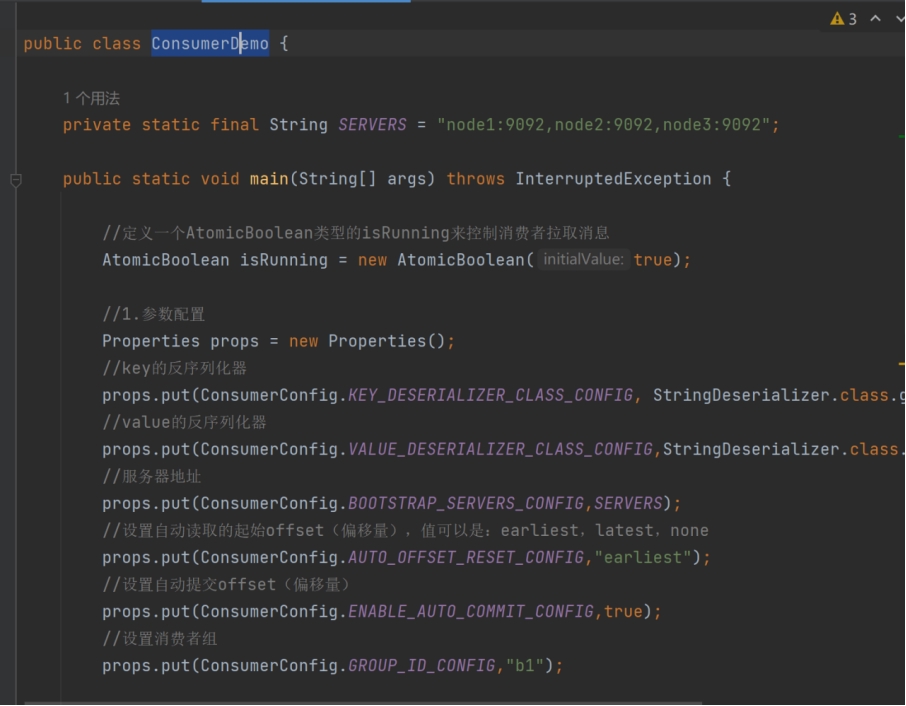 3
public class ConsumerDemo {
1 个用法
private static final String SERVERS = "node1:9092,node2:9092,node3:9092";
public static void main(String[] args) throws InterruptedException {
//定义一个AtomicBoolean类型的isRunning来控制消费者拉取消息
AtomicBoolean isRunning = new AtomicBoolean( initialValue: true);
//1.参数配置
Properties props = new Properties();
//key的反序列化器
props.put(ConsumerConfig.KEY_DESERIALIZER_CLASS_CONFIG, StringDeserializer.class.g
//value的反序列化器
props.put(ConsumerConfig.VALUE_DESERIALIZER_CLASS_CONFIG,StringDeserializer.class.
//服务器地址
props.put(ConsumerConfig.BOOTSTRAP_SERVERS_CONFIG,SERVERS);
//设置自动读取的起始offset（偏移量），值可以是：earliest，latest，none
props.put(ConsumerConfig.AUTO_OFFSET_RESET_CONFIG,"earliest");
//设置自动提交offset（偏移量）
props.put(ConsumerConfig.ENABLE_AUTO_COMMIT_CONFIG,true);
//设置消费者组
props.put(ConsumerConfig.GROUP_ID_CONFIG,"b1");